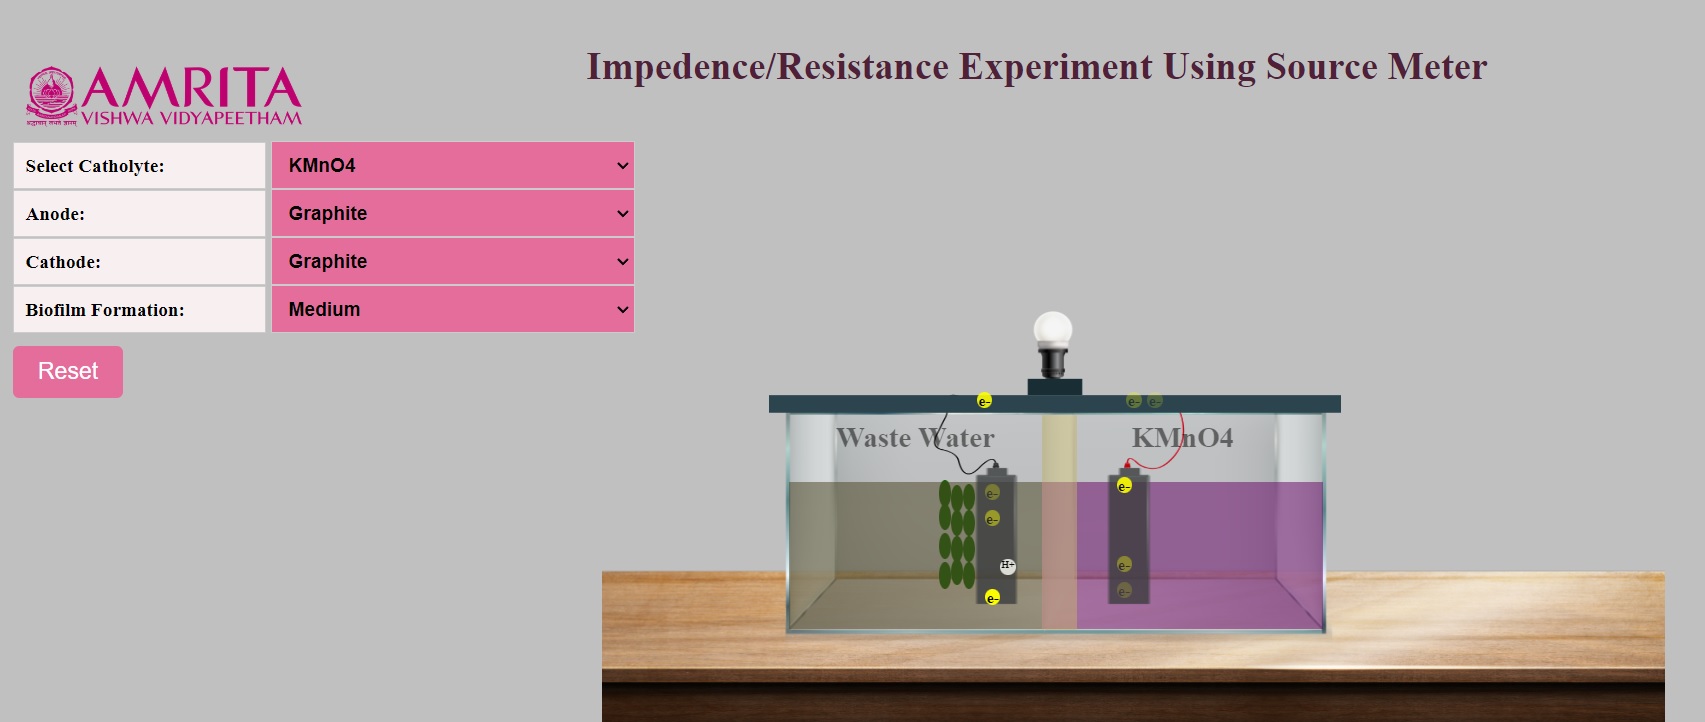 Impedence/Resistance Experiment Using Source Meter
AMRITA
VISHWA VIDYAPEETHAM
Select Catholyte: KMnO4
Anode: Graphite
Cathode: Graphite
Biofilm Formation: Medium
Reset
e- e- e-
Waste Water KMnO4
e- e-
e-
H+ e-
e- e-